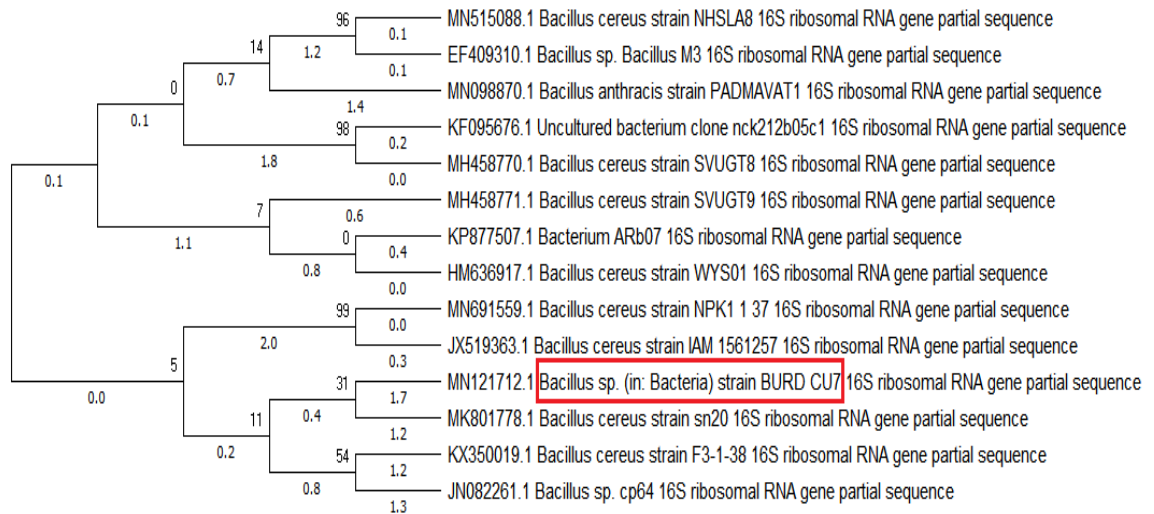 96
MN515088.1 Bacillus cereus strain NHSLA8 16S ribosomal RNA gene partial sequence
0.1
14
1.2
EF409310.1 Bacillus sp. Bacillus M3 16S ribosomal RNA gene partial sequence
0.1
0.7
0
MN098870.1 Bacillus anthracis strain PADMAVAT1 16S ribosomal RNA gene partial sequence
1.4
0.1
98
KF095676.1 Uncultured bacterium clone nck212b05c1 16S ribosomal RNA gene partial sequence
0.2
1.8
MH458770.1 Bacillus cereus strain SVUGT8 16S ribosomal RNA gene partial sequence
0.0
0.1
MH458771.1 Bacillus cereus strain SVUGT9 16S ribosomal RNA gene partial sequence
7
0.6
1.1
0
KP877507.1 Bacterium ARb07 16S ribosomal RNA gene partial sequence
0.4
0.8
HM636917.1 Bacillus cereus strain WYS01 16S ribosomal RNA gene partial sequence
0.0
99
MN691559.1 Bacillus cereus strain NPK1 1 37 16S ribosomal RNA gene partial sequence
0.0
2.0
JX519363.1 Bacillus cereus strain IAM 1561257 16S ribosomal RNA gene partial sequence
0.3
5
0.0
31
MN121712.1 Bacillus sp. (in: Bacteria) strain BURD CU7 16S ribosomal RNA gene partial sequence
1.7
11
0.4
MK801778.1 Bacillus cereus strain sn20 16S ribosomal RNA gene partial sequence
1.2
0.2
54
KX350019.1 Bacillus cereus strain F3-1-38 16S ribosomal RNA gene partial sequence
1.2
0.8
JN082261.1 Bacillus sp. cp64 16S ribosomal RNA gene partial sequence
1.3